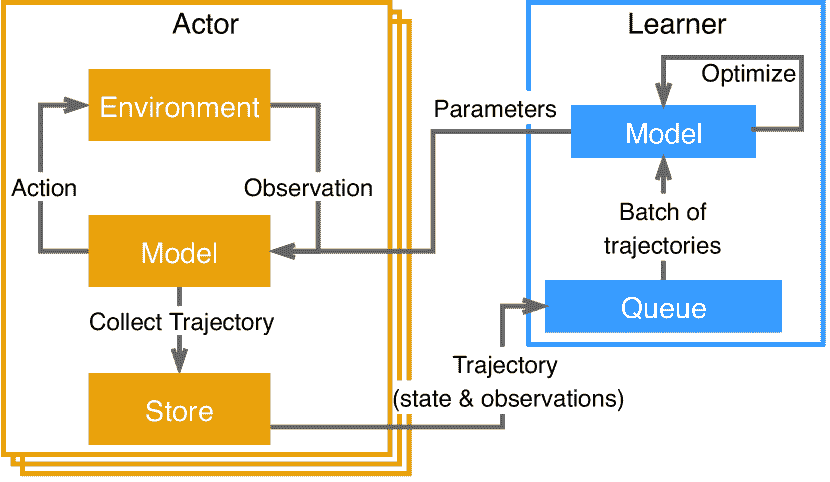 Actor
Environment
Action
Observation
Model
Collect Trajectory
Store
Parameters
Trajectory
(state & observations)
Learner
Optimize
Model
Batch of
trajectories
Queue